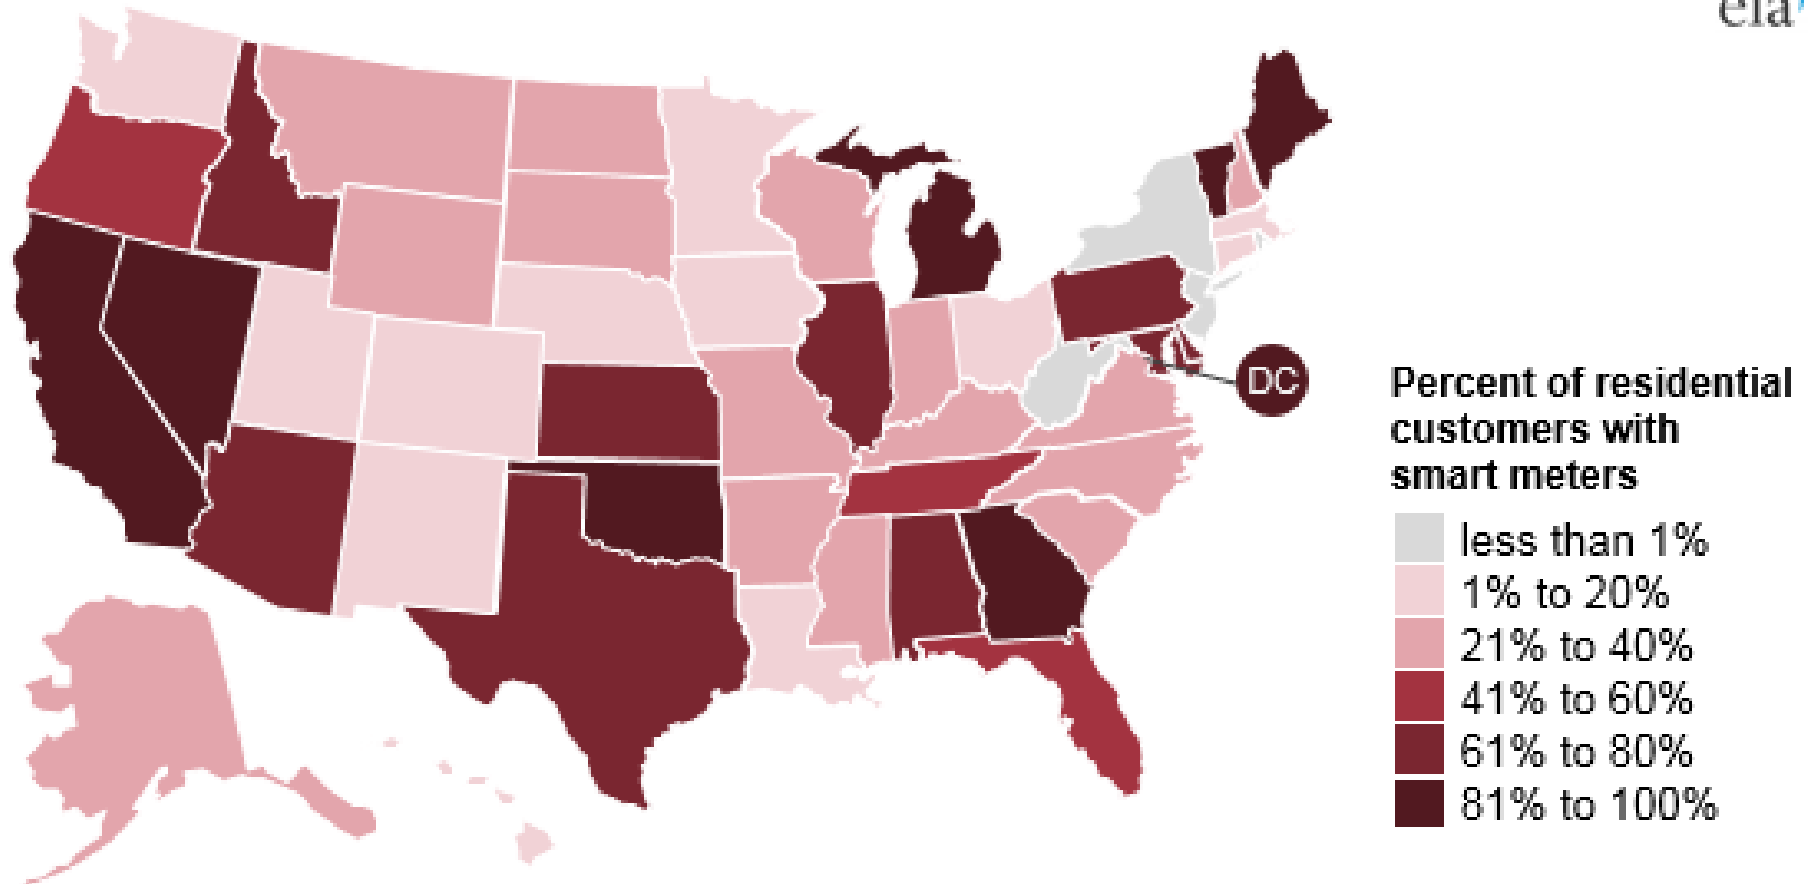 eia
DC
Percent of residential
customers with
smart meters
less than 1%
1% to 20%
21% to 40%
41% to 60%
61% to 80%
81% to 100%